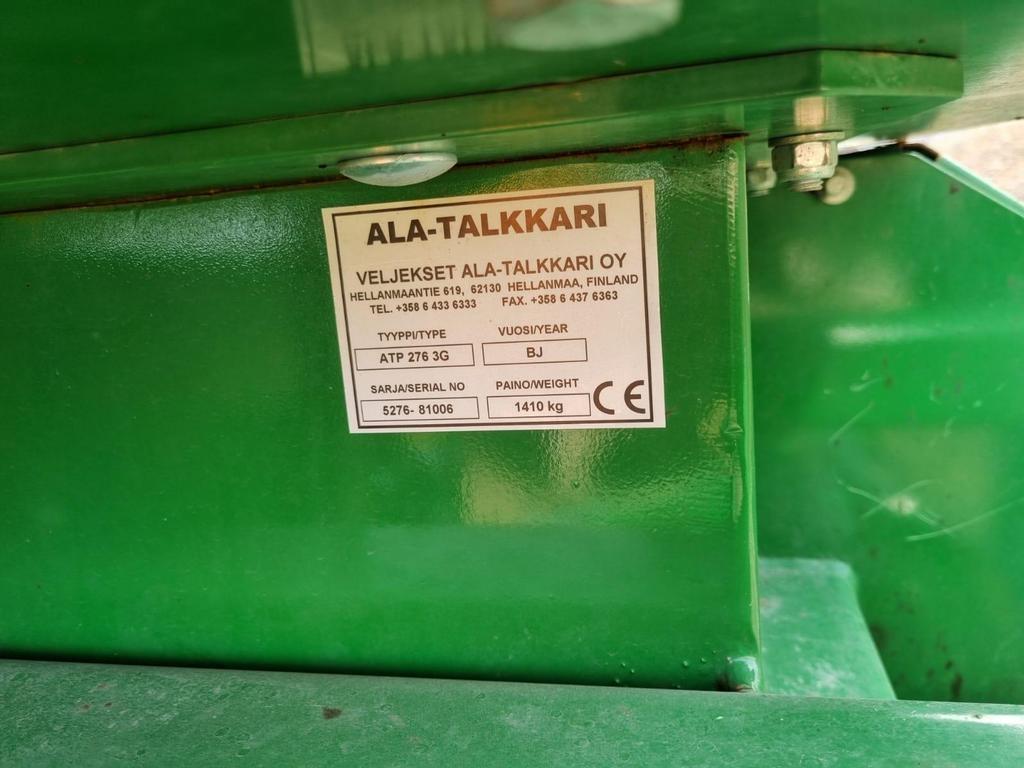 ALA-TALKKARI
VELJEKSET ALA-TALKKARI OY
HELLANMAANTIE 619, 62130 HELLANMAA, FINLAND
TEL. +358 6 433 6333 FAX. +358 6 437 6363
TYYPPI/TYPE VUOSI/YEAR
ATP 276 3G BJ
SARJA/SERIAL NO PAINO/WEIGHT
5276- 81006 1410 kg CE